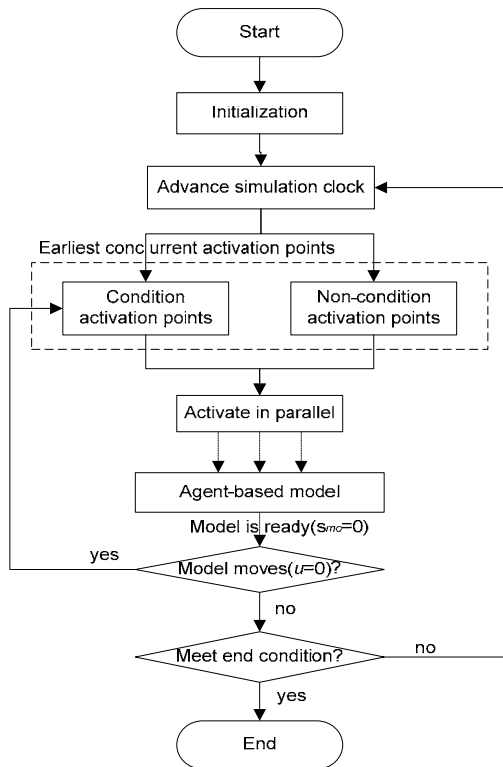 Start
Initialization
Advance simulation clock
Earliest concurrent activation points
Condition
activation points
Non-condition
activation points
Activate in parallel
Agent-based model
Model is ready(smo=0)
yes
Model moves(u=0)?
no
Meet end condition?
no
yes
End